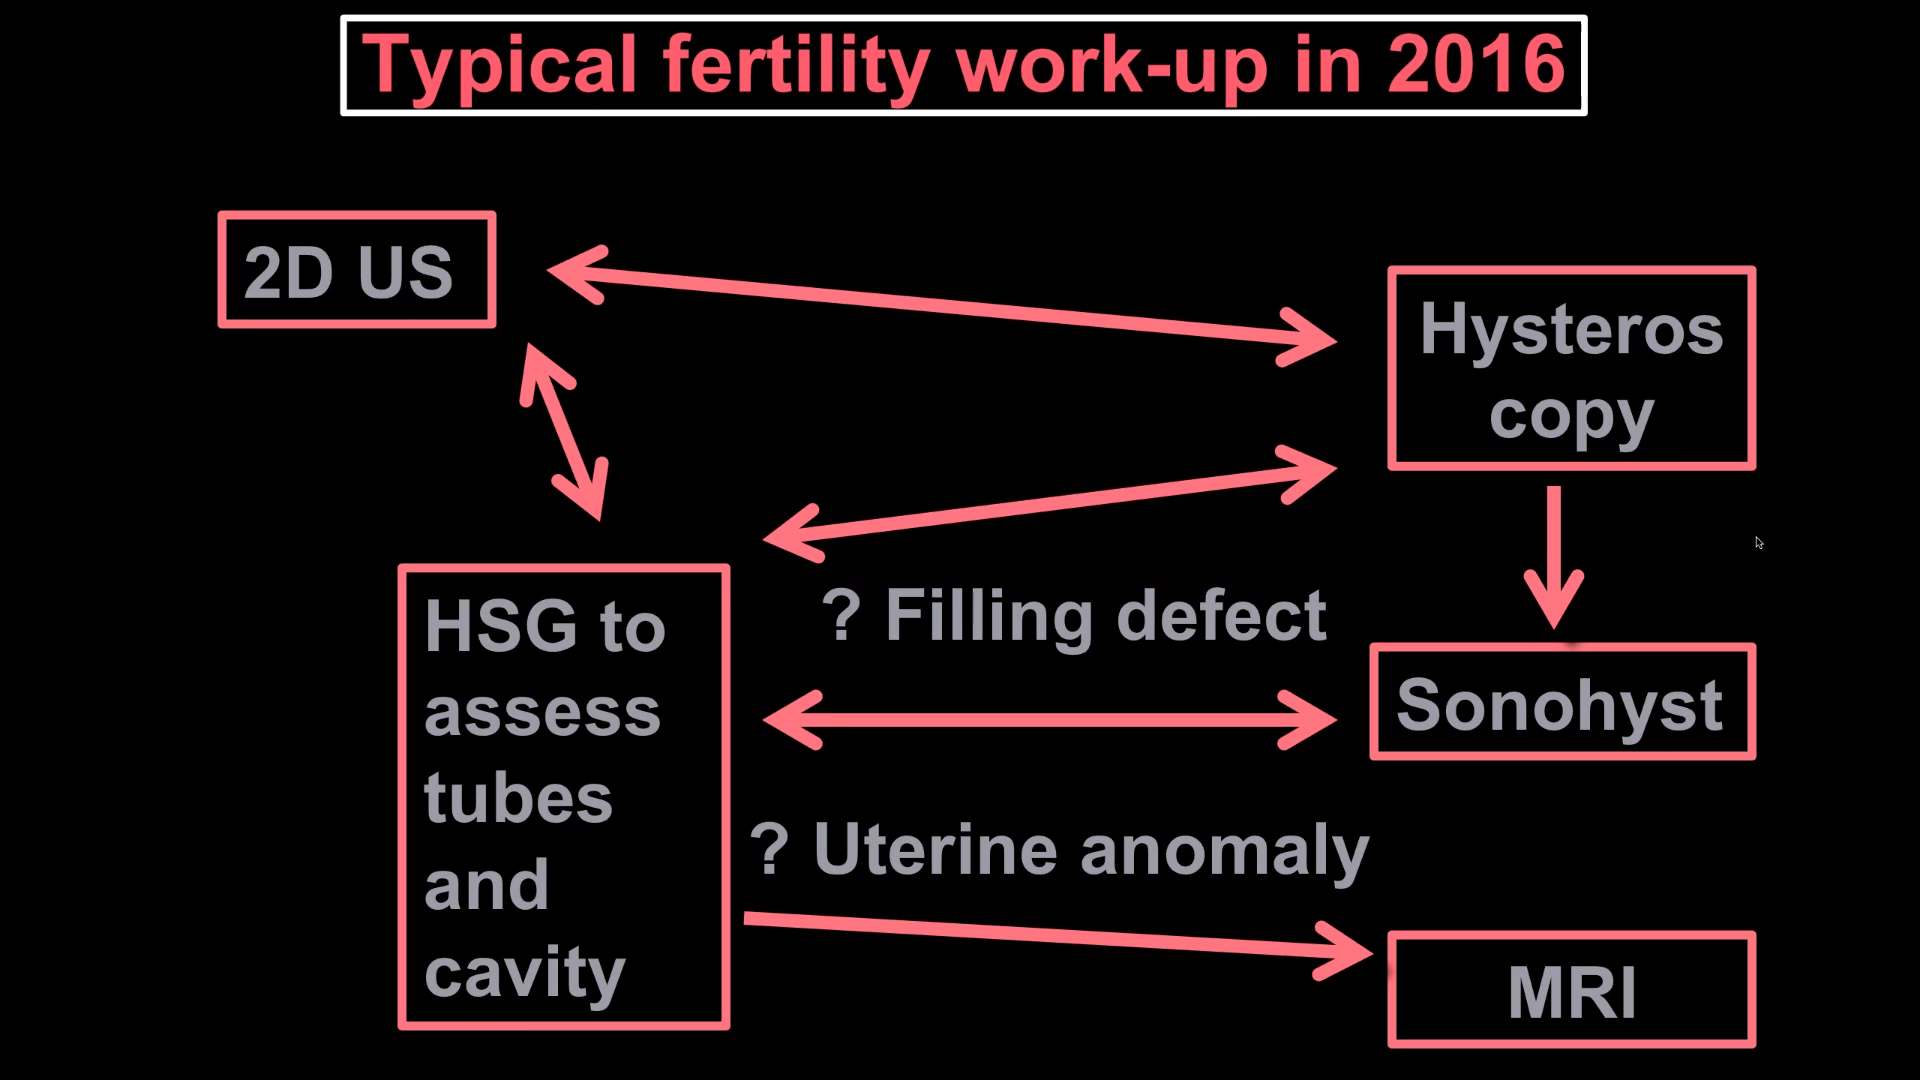 Typical fertility work-up in 2016
2D US
Hysteros
copy
HSG to
assess
tubes
and
cavity
? Filling defect
Sonohyst
? Uterine anomaly
MRI